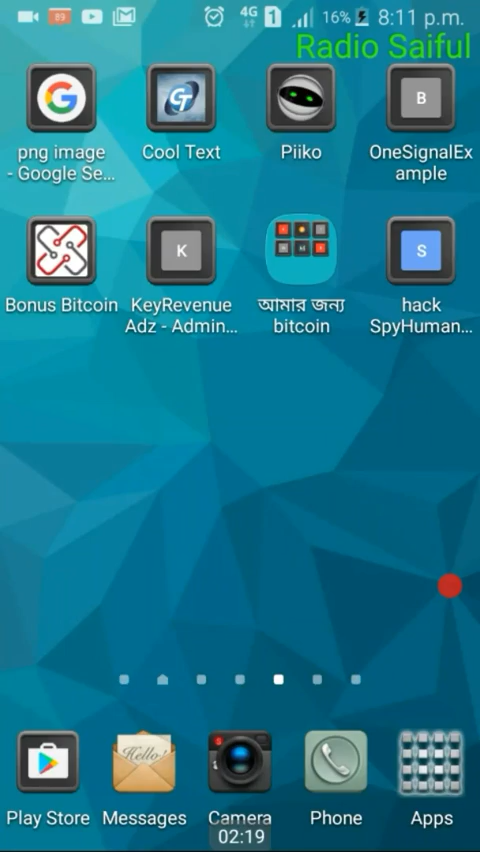 89
4G
1
16%
8:11 p.m.
Radio Saiful
G
GT
B
png image
- Google Se...
Cool Text
Piiko
OneSignalEx
ample
K
S
Bonus Bitcoin
KeyRevenue
Adz - Admin...
আমার জন্য
bitcoin
hack
SpyHuman...
Hello!
Play Store
Messages
Camera
Phone
Apps
02:19